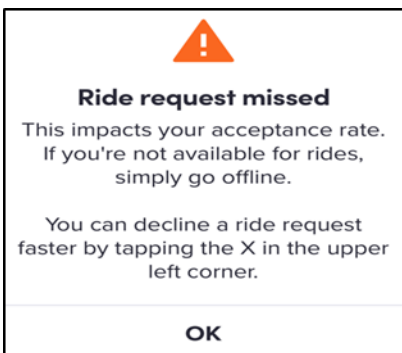 Ride request missed
This impacts your acceptance rate.
If you're not available for rides,
simply go offline.
You can decline a ride request
faster by tapping the X in the upper
left corner.
OK